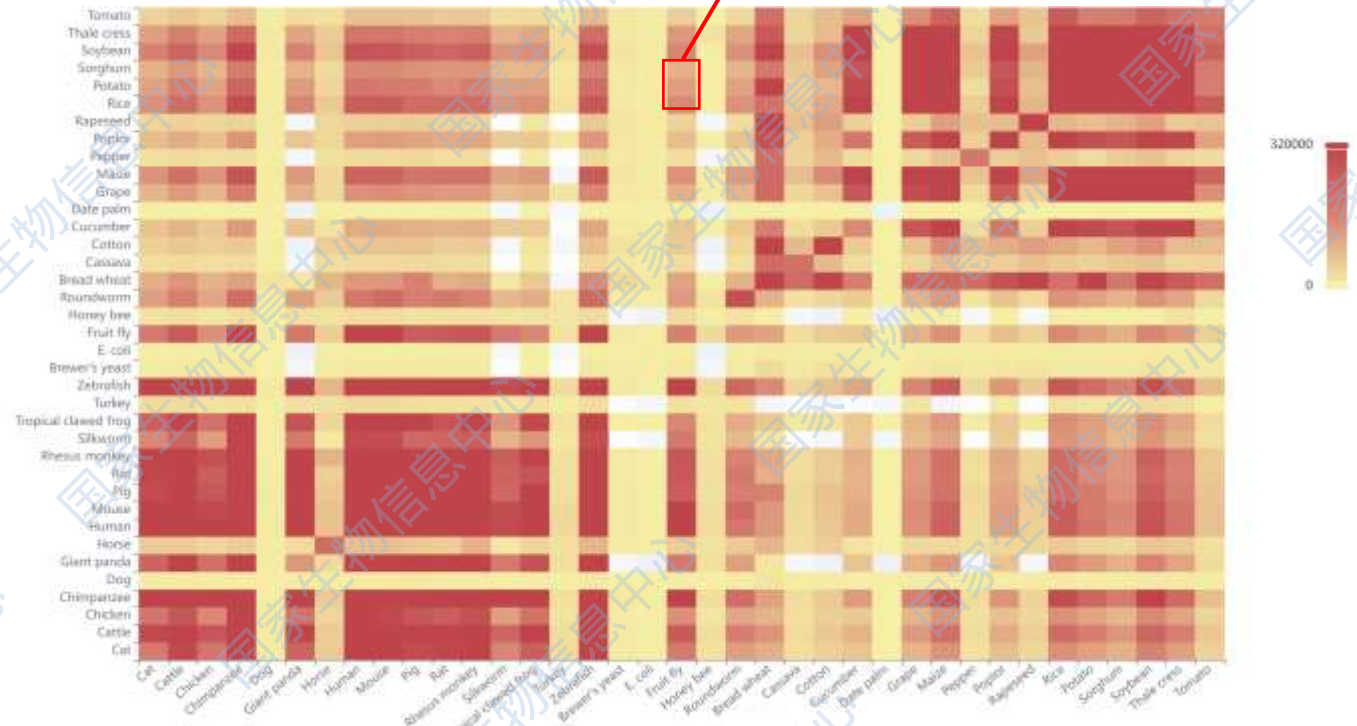 Tomato
Thale cress
Soybean
Sorghum
Potato
Rice
Rapeseed
Poplar
Pepper
Maize
Grape
Date palm
Cucumber
Cotton
Cassava
Bread wheat
Roundworm
Honey bee
Fruit fly
E. coli
Brewer's yeast
Zebrafish
Turkey
Tropical clawed frog
Silkworm
Rhesus monkey
Rat
Pig
Mouse
Human
Horse
Giant panda
Dog
Chimpanzee
Chicken
Cattle
Cat
320000
0
Cat
Cattle
Chicken
Chimpanzee
Dog
Giant panda
Horse
Human
Mouse
Pig
Rat
Rhesus monkey
Silkworm
ical clawed frog
Turkey
Zebrafish
Brewer's yeast
E. coli
Fruit fly
Honey bee
Roundworm
Bread wheat
Cassava
Cotton
Cucumber
Date palm
Grape
Maize
Pepper
Poplar
Rapeseed
Rice
Potato
Sorghum
Soybean
Thale cress
Tomato
国家生物信息中心